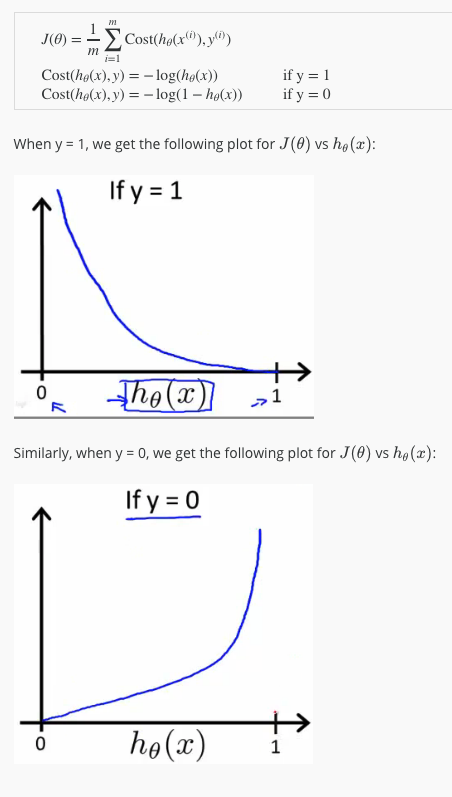 J(θ) = 1/m ∑_{i=1}^{m} Cost(h_θ(x^{(i)}), y^{(i)})
Cost(h_θ(x), y) = − log(h_θ(x)) if y = 1
Cost(h_θ(x), y) = − log(1 − h_θ(x)) if y = 0
When y = 1, we get the following plot for J(θ) vs h_θ(x):
If y = 1
0 h_θ(x) 1
Similarly, when y = 0, we get the following plot for J(θ) vs h_θ(x):
If y = 0
0 h_θ(x) 1